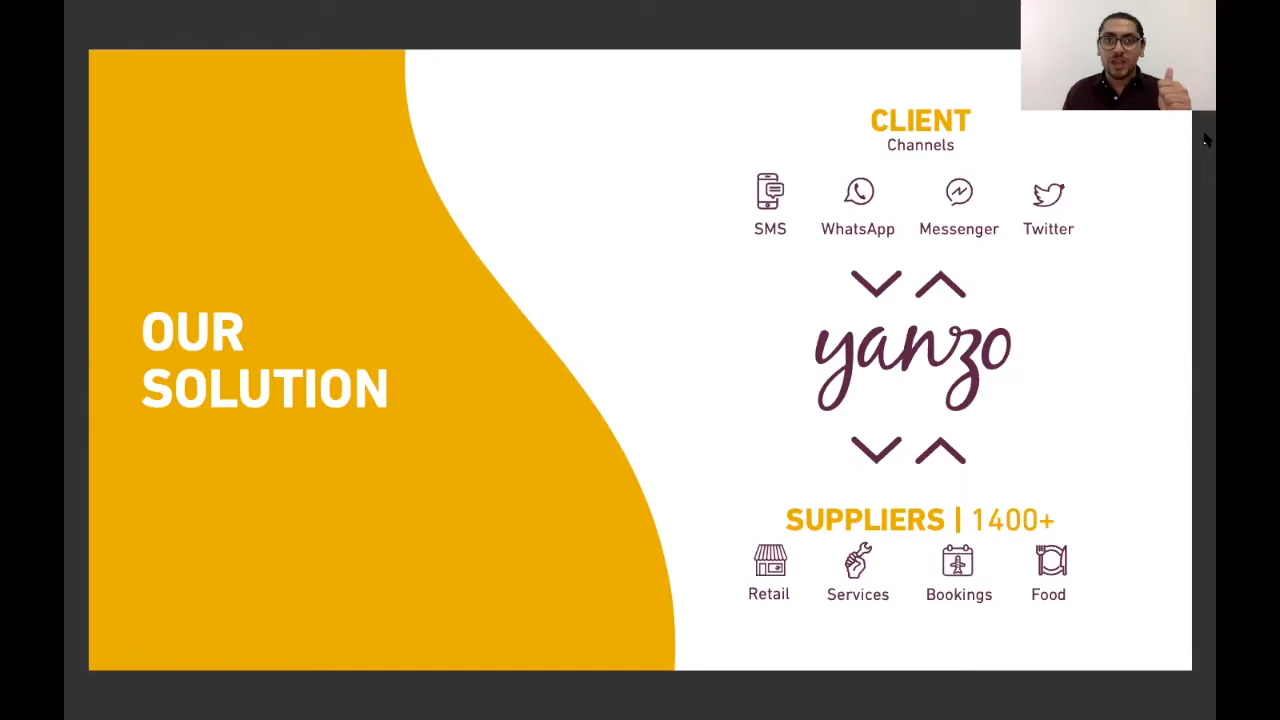 OUR
SOLUTION
CLIENT
Channels
SMS WhatsApp Messenger Twitter
yanzo
SUPPLIERS | 1400+
Retail Services Bookings Food